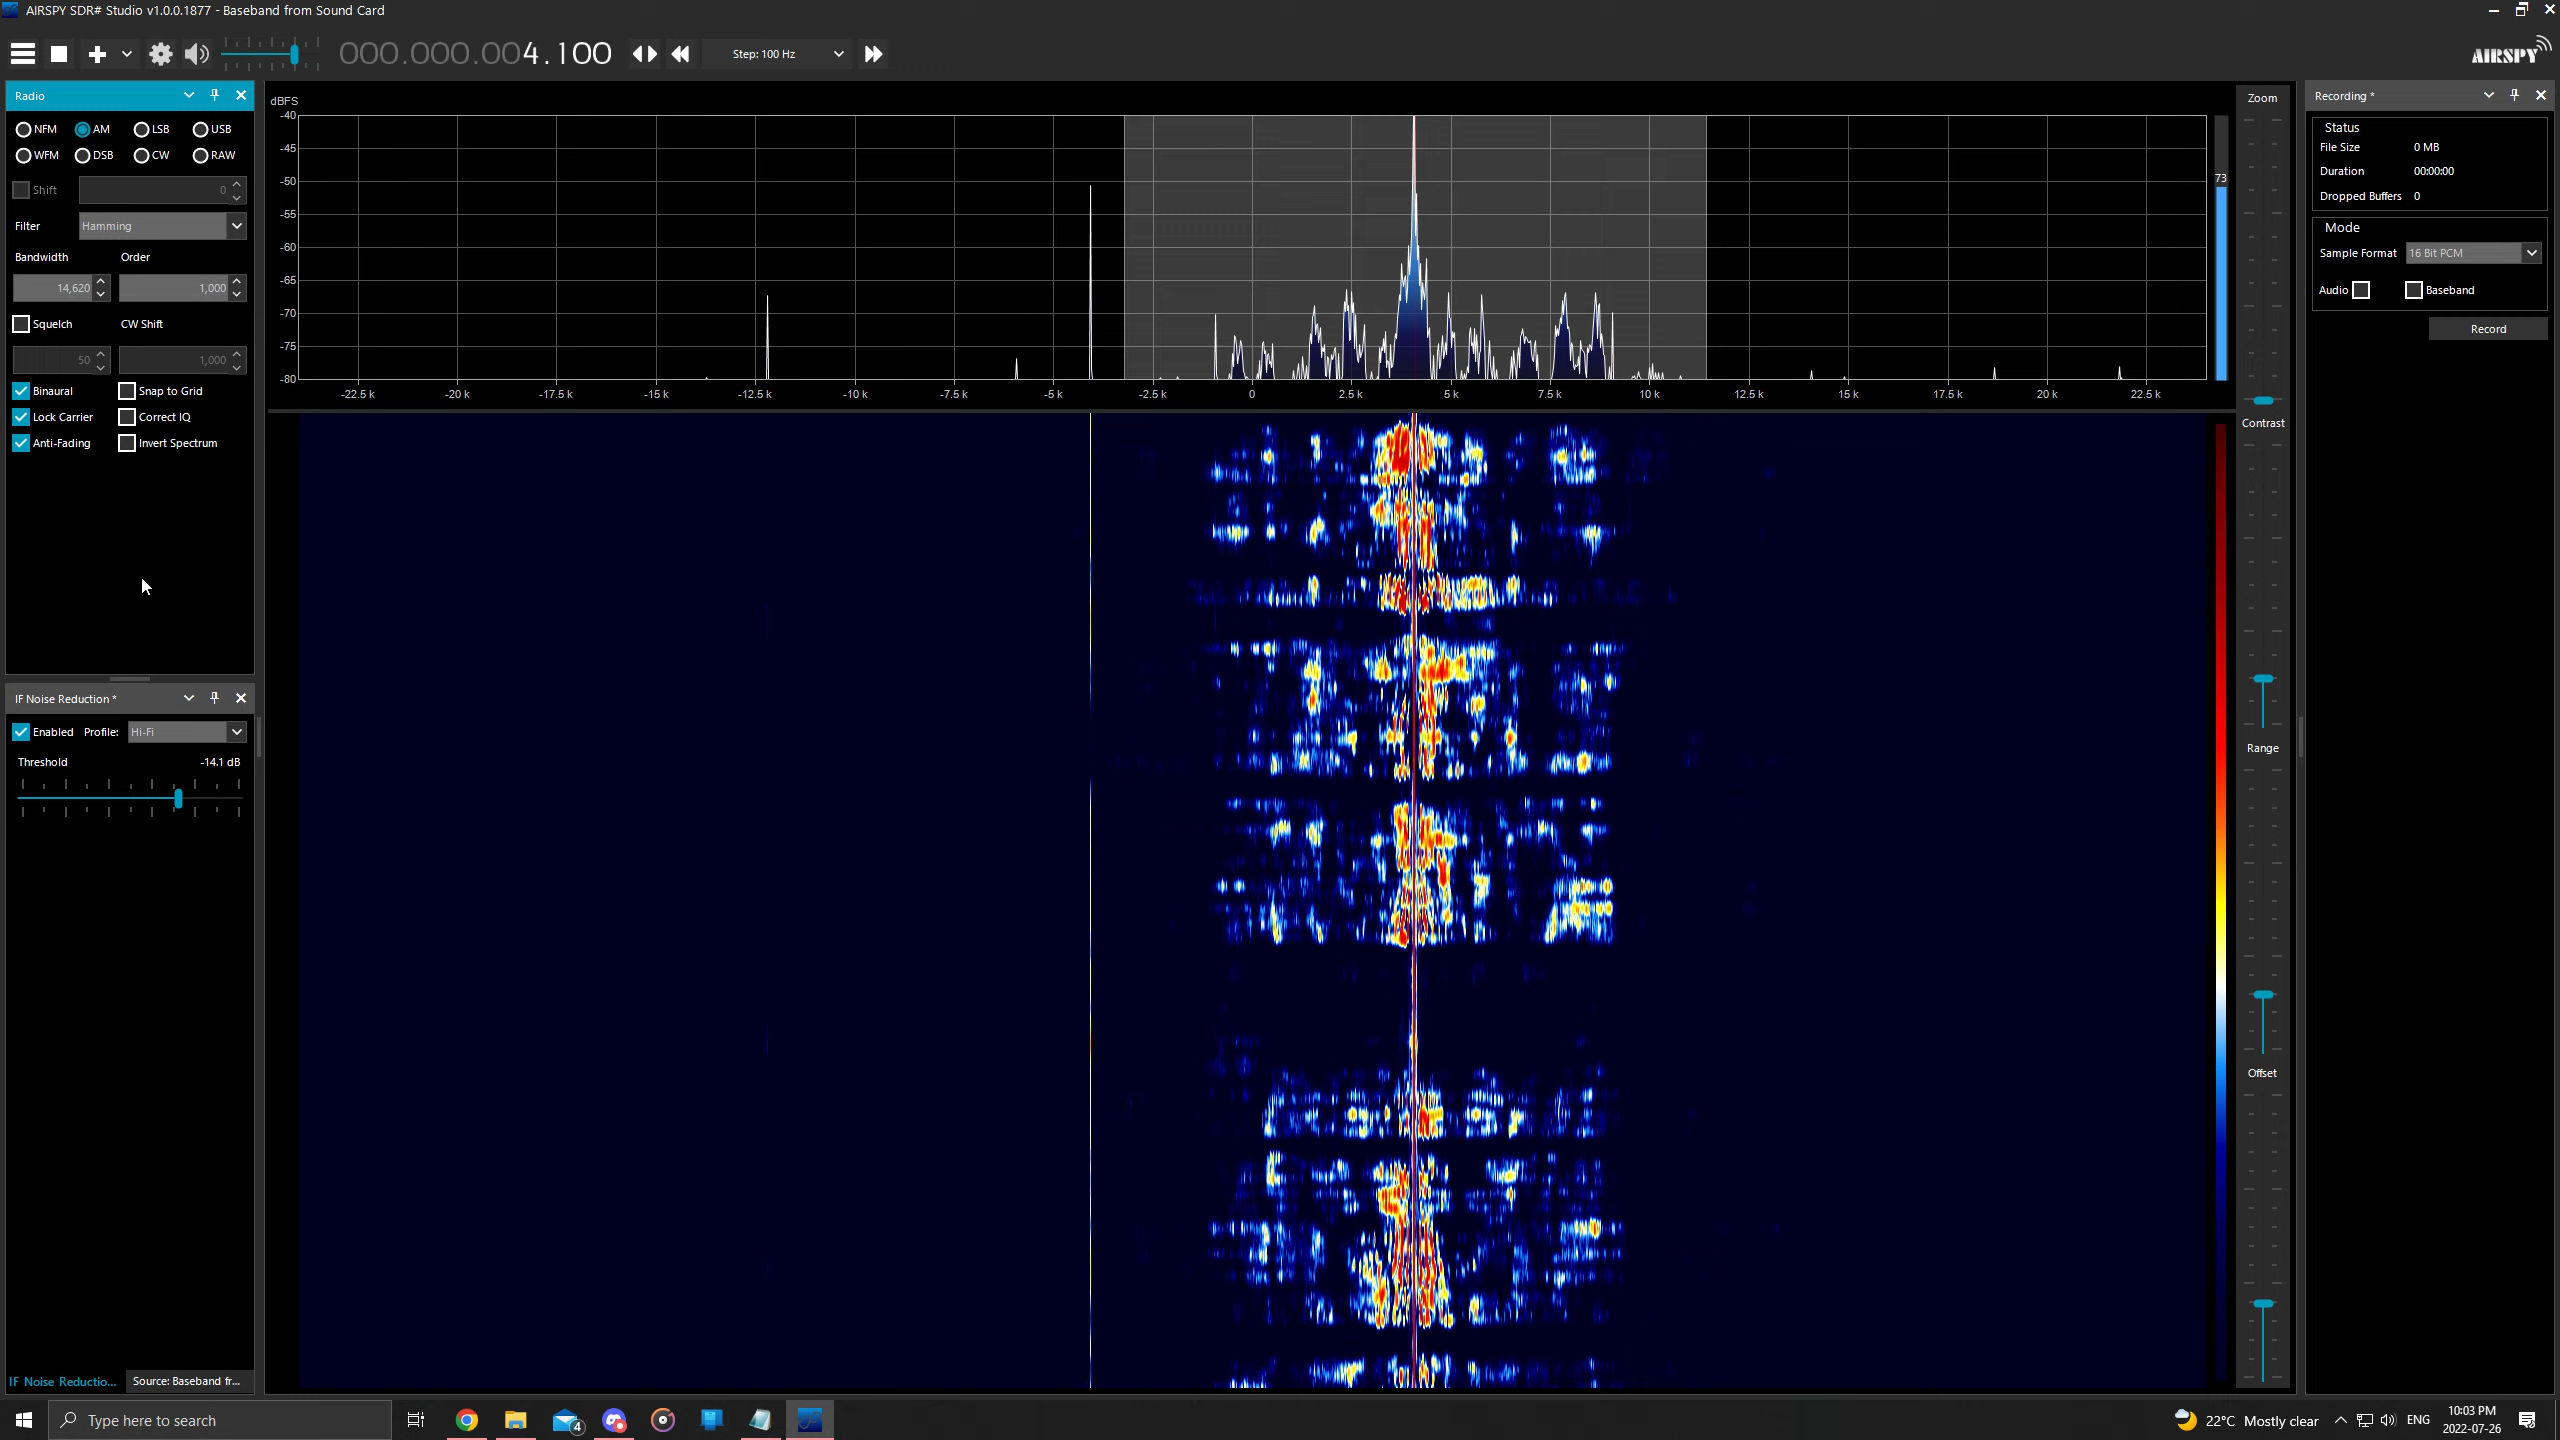 AIRSPY SDR# Studio v1.0.0.1877 - Baseband from Sound Card
000.000.004.100
Step: 100 Hz
AIRSPY
Radio
NFM AM LSB USB
WFM DSB CW RAW
Shift 0
Filter Hamming
Bandwidth Order
14,620 1,000
Squelch CW Shift
50 1,000
Binaural Snap to Grid
Lock Carrier Correct IQ
Anti-Fading Invert Spectrum
IF Noise Reduction *
Enabled Profile: Hi-Fi
Threshold -14.1 dB
IF Noise Reductio... Source: Baseband fr...
dBFS
-40
-45
-50
-55
-60
-65
-70
-75
-80
-22.5 k -20 k -17.5 k -15 k -12.5 k -10 k -7.5 k -5 k -2.5 k 0 2.5 k 5 k 7.5 k 10 k 12.5 k 15 k 17.5 k 20 k 22.5 k
73
Zoom
Contrast
Range
Offset
Recording *
Status
File Size 0 MB
Duration 00:00:00
Dropped Buffers 0
Mode
Sample Format 16 Bit PCM
Audio Baseband
Record
Type here to search
4
22°C Mostly clear
ENG
10:03 PM
2022-07-26